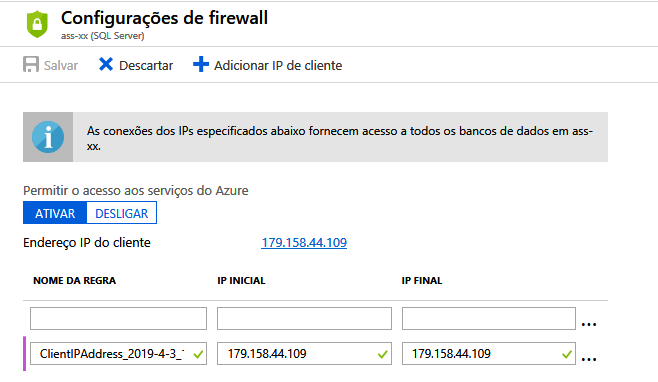 Configurações de firewall
ass-xx (SQL Server)
Salvar Descartar Adicionar IP de cliente
As conexões dos IPs especificados abaixo fornecem acesso a todos os bancos de dados em ass-
xx.
Permitir o acesso aos serviços do Azure
ATIVAR DESLIGAR
Endereço IP do cliente 179.158.44.109
NOME DA REGRA IP INICIAL IP FINAL
...
ClientIPAddress_2019-4-3_ 179.158.44.109 179.158.44.109 ...